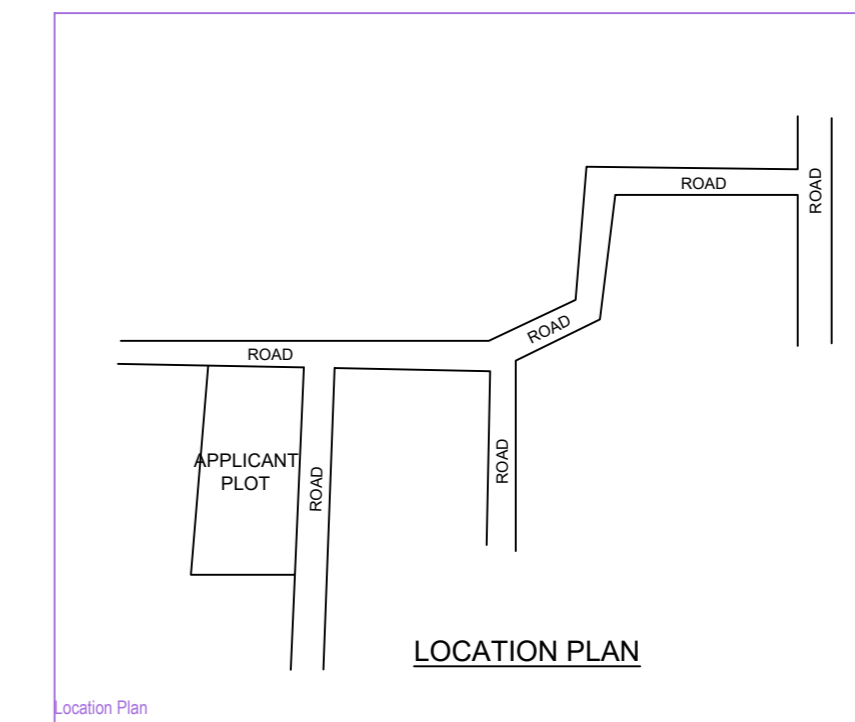 ROAD
ROAD
ROAD
ROAD
APPLICANT
PLOT
ROAD
ROAD
LOCATION PLAN
Location Plan